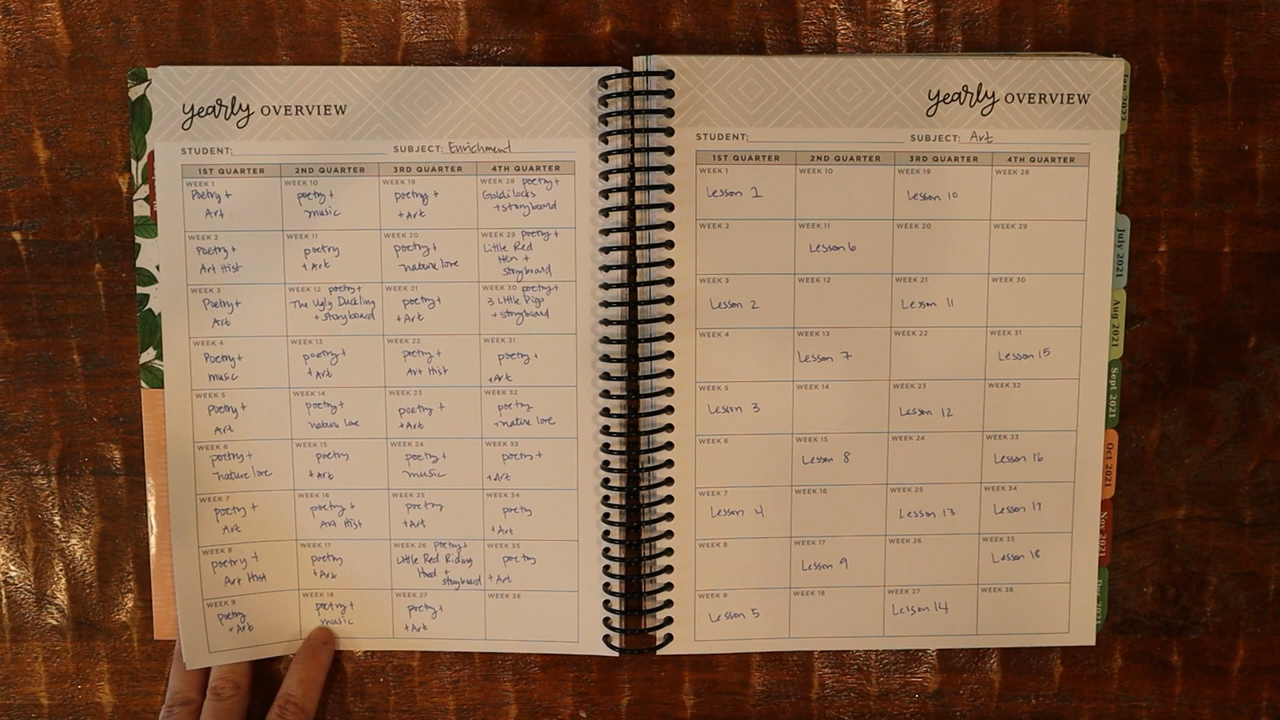 yearly OVERVIEW
STUDENT: SUBJECT: Enrichment
1ST QUARTER 2ND QUARTER 3RD QUARTER 4TH QUARTER
WEEK 1
Poetry +
Art
WEEK 10
poetry +
music
WEEK 19
poetry +
+ Art
WEEK 28 poetry +
Goldilocks
+ storyboard
WEEK 2
Poetry +
Art Hist
WEEK 11
poetry
+ Art
WEEK 20
poetry +
nature lore
WEEK 29 poetry +
Little Red
Hen +
storyboard
WEEK 3
Poetry +
Art
WEEK 12 poetry +
The Ugly Duckling
+ storyboard
WEEK 21
poetry +
+ Art
WEEK 30 poetry +
3 Little Pigs
+ storyboard
WEEK 4
Poetry +
music
WEEK 13
poetry +
+ Art
WEEK 22
poetry +
Art Hist
WEEK 31
poetry +
+ Art
WEEK 5
Poetry +
Art
WEEK 14
poetry +
nature lore
WEEK 23
poetry +
+ Art
WEEK 32
poetry
+ nature lore
WEEK 6
poetry +
nature lore
WEEK 15
poetry
+ Art
WEEK 24
poetry +
music
WEEK 33
poetry +
+ Art
WEEK 7
poetry +
Art
WEEK 16
poetry +
Art Hist
WEEK 25
poetry
+ Art
WEEK 34
poetry
+ Art
WEEK 8
poetry +
Art Hist
WEEK 17
poetry
+ Art
WEEK 26 poetry +
Little Red Riding
Hood +
storyboard
WEEK 35
poetry
+ Art
WEEK 9
poetry
+ Art
WEEK 18
poetry +
music
WEEK 27
poetry +
+ Art
WEEK 36
yearly OVERVIEW
STUDENT: SUBJECT: Art
1ST QUARTER 2ND QUARTER 3RD QUARTER 4TH QUARTER
WEEK 1
Lesson 1
WEEK 10
WEEK 19
Lesson 10
WEEK 28
WEEK 2
WEEK 11
Lesson 6
WEEK 20
WEEK 29
WEEK 3
Lesson 2
WEEK 12
WEEK 21
Lesson 11
WEEK 30
WEEK 4
WEEK 13
Lesson 7
WEEK 22
WEEK 31
Lesson 15
WEEK 5
Lesson 3
WEEK 14
WEEK 23
Lesson 12
WEEK 32
WEEK 6
WEEK 15
Lesson 8
WEEK 24
WEEK 33
Lesson 16
WEEK 7
Lesson 4
WEEK 16
WEEK 25
Lesson 13
WEEK 34
Lesson 17
WEEK 8
WEEK 17
Lesson 9
WEEK 26
WEEK 35
Lesson 18
WEEK 9
Lesson 5
WEEK 18
WEEK 27
Lesson 14
WEEK 36
July 2021
Aug 2021
Sept 2021
Oct 2021
Nov 2021